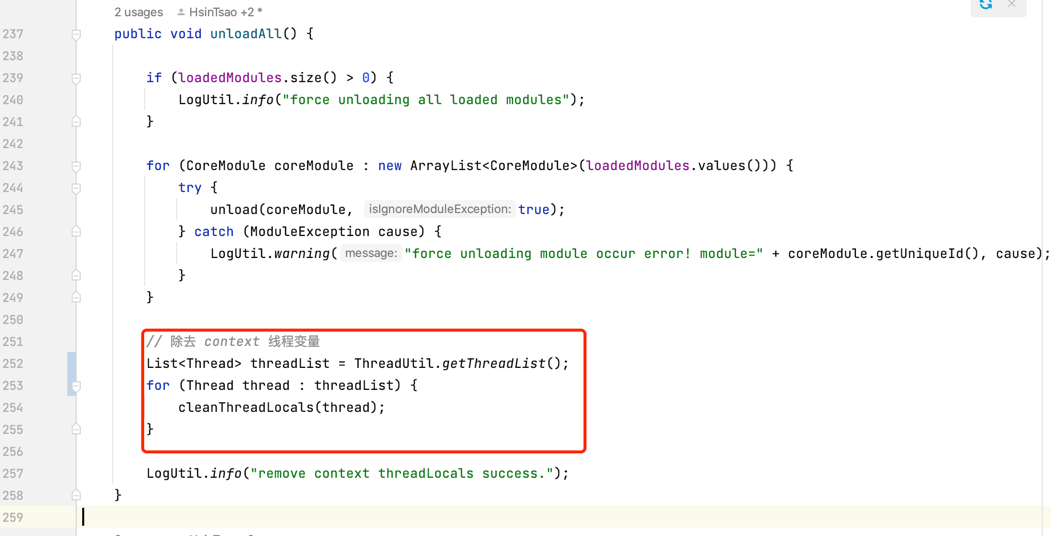 2 usages HsinTsao +2 *
237 public void unloadAll() {
238
239 if (loadedModules.size() > 0) {
240 LogUtil.info("force unloading all loaded modules");
241 }
242
243 for (CoreModule coreModule : new ArrayList<CoreModule>(loadedModules.values())) {
244 try {
245 unload(coreModule, isIgnoreModuleException: true);
246 } catch (ModuleException cause) {
247 LogUtil.warning( message: "force unloading module occur error! module=" + coreModule.getUniqueId(), cause);
248 }
249 }
250
251 // 除去 context 线程变量
252 List<Thread> threadList = ThreadUtil.getThreadList();
253 for (Thread thread : threadList) {
254 cleanThreadLocals(thread);
255 }
256
257 LogUtil.info("remove context threadLocals success.");
258 }
259